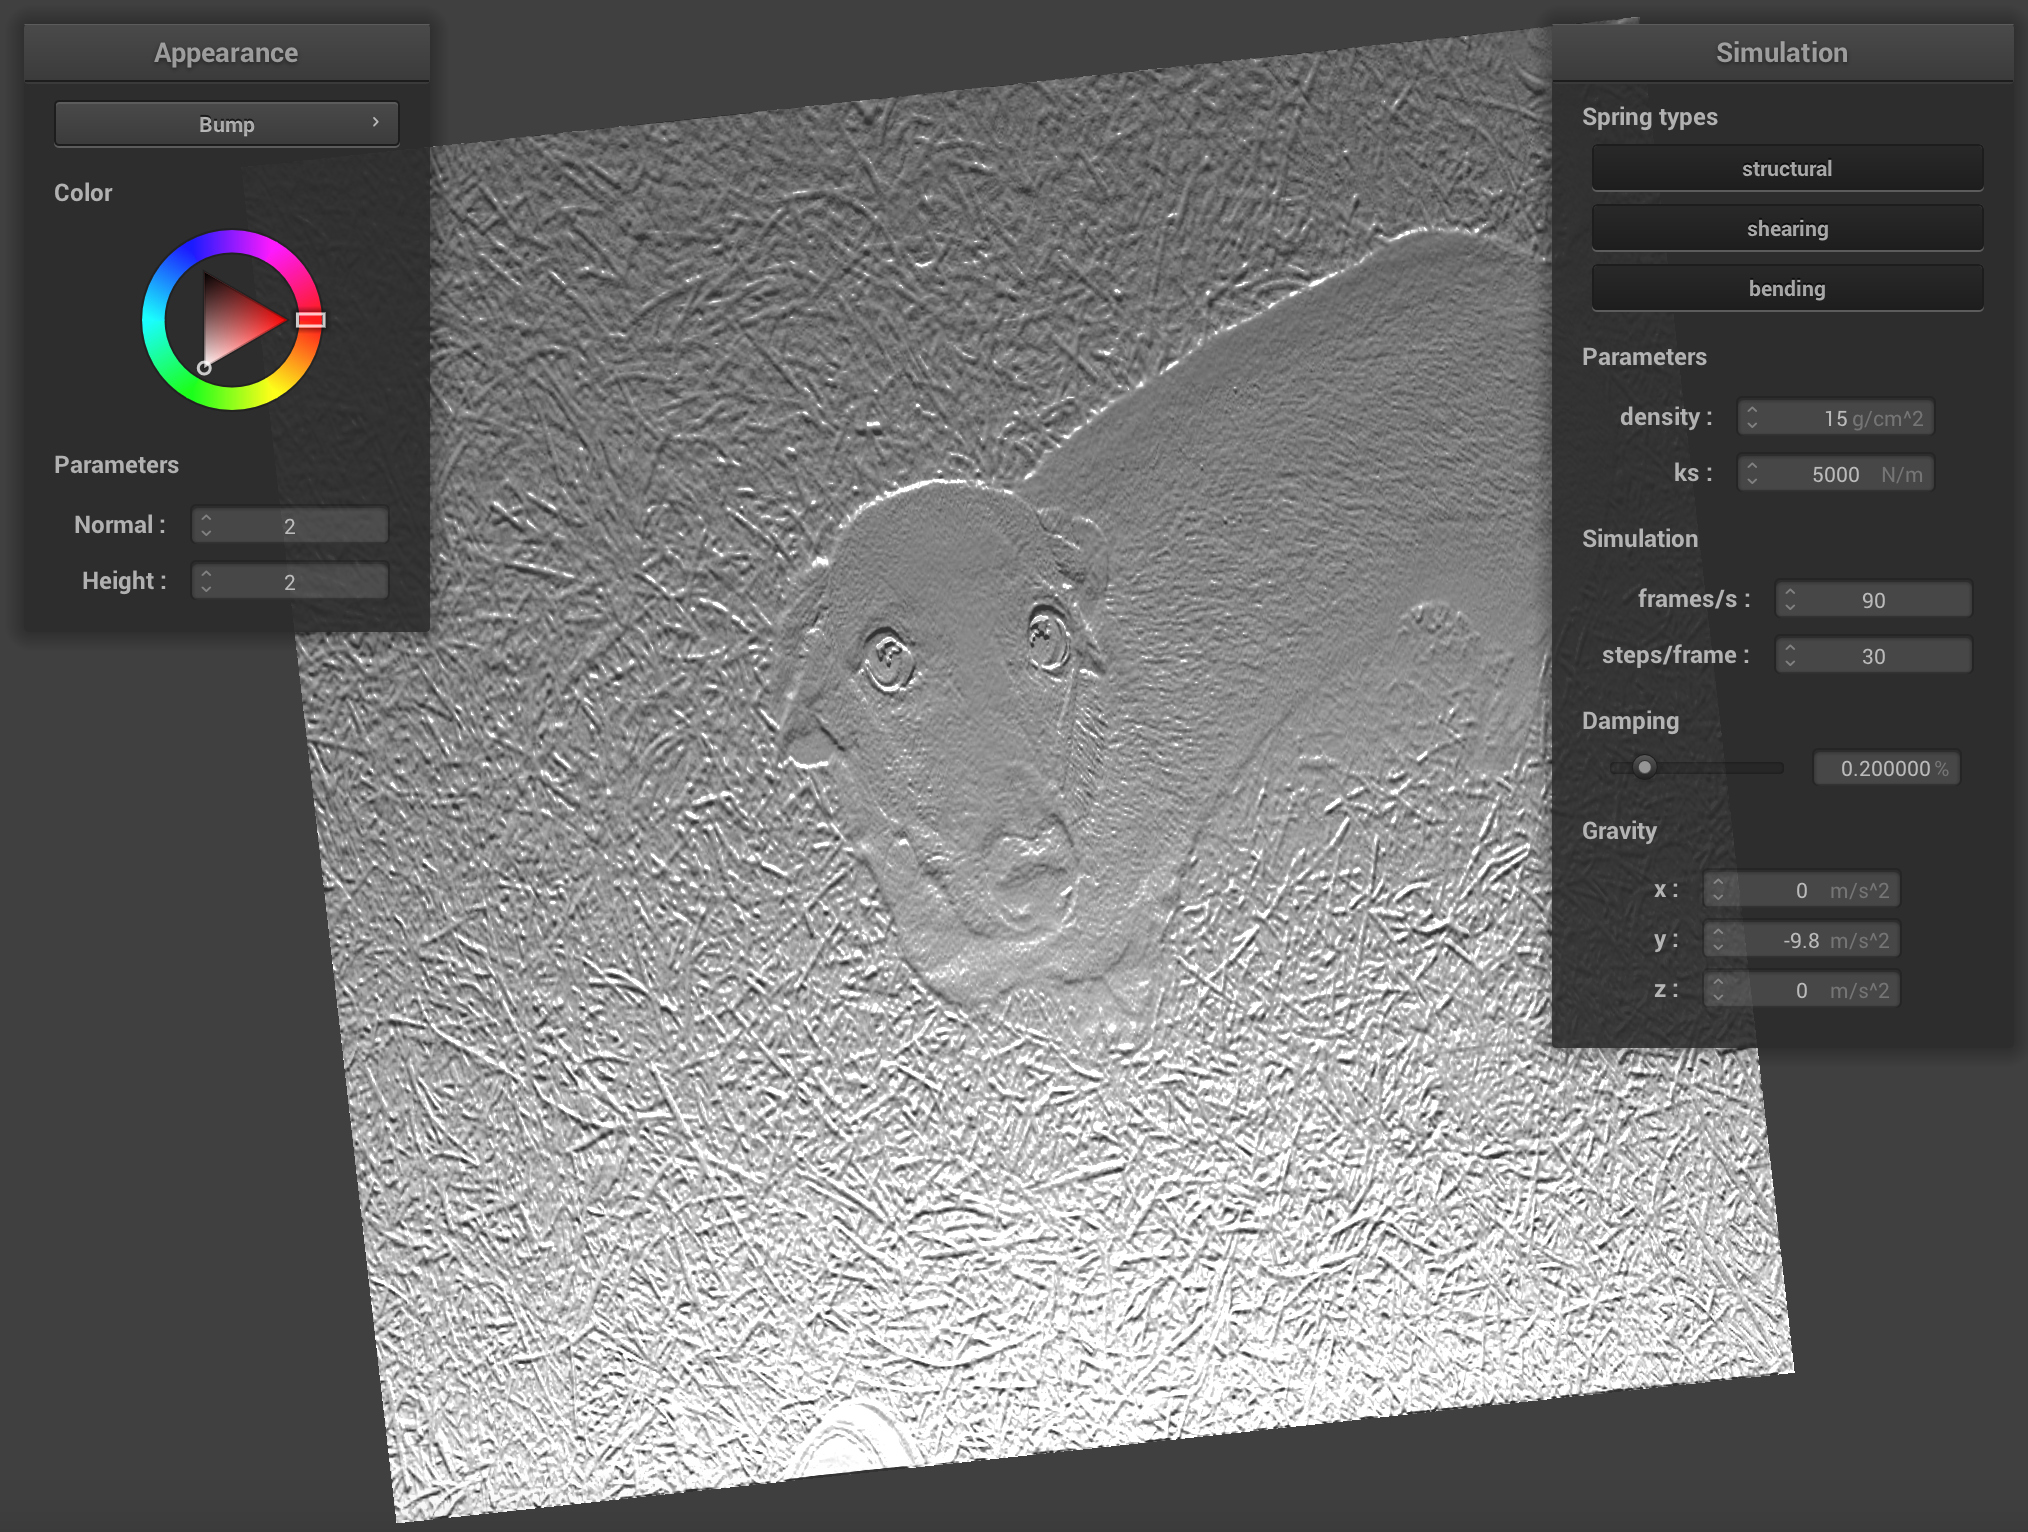 Appearance
Bump
Color
Parameters
Normal : 2
Height : 2
Simulation
Spring types
structural
shearing
bending
Parameters
density : 15 g/cm^2
ks : 5000 N/m
Simulation
frames/s : 90
steps/frame : 30
Damping
0.200000 %
Gravity
x : 0 m/s^2
y : -9.8 m/s^2
z : 0 m/s^2